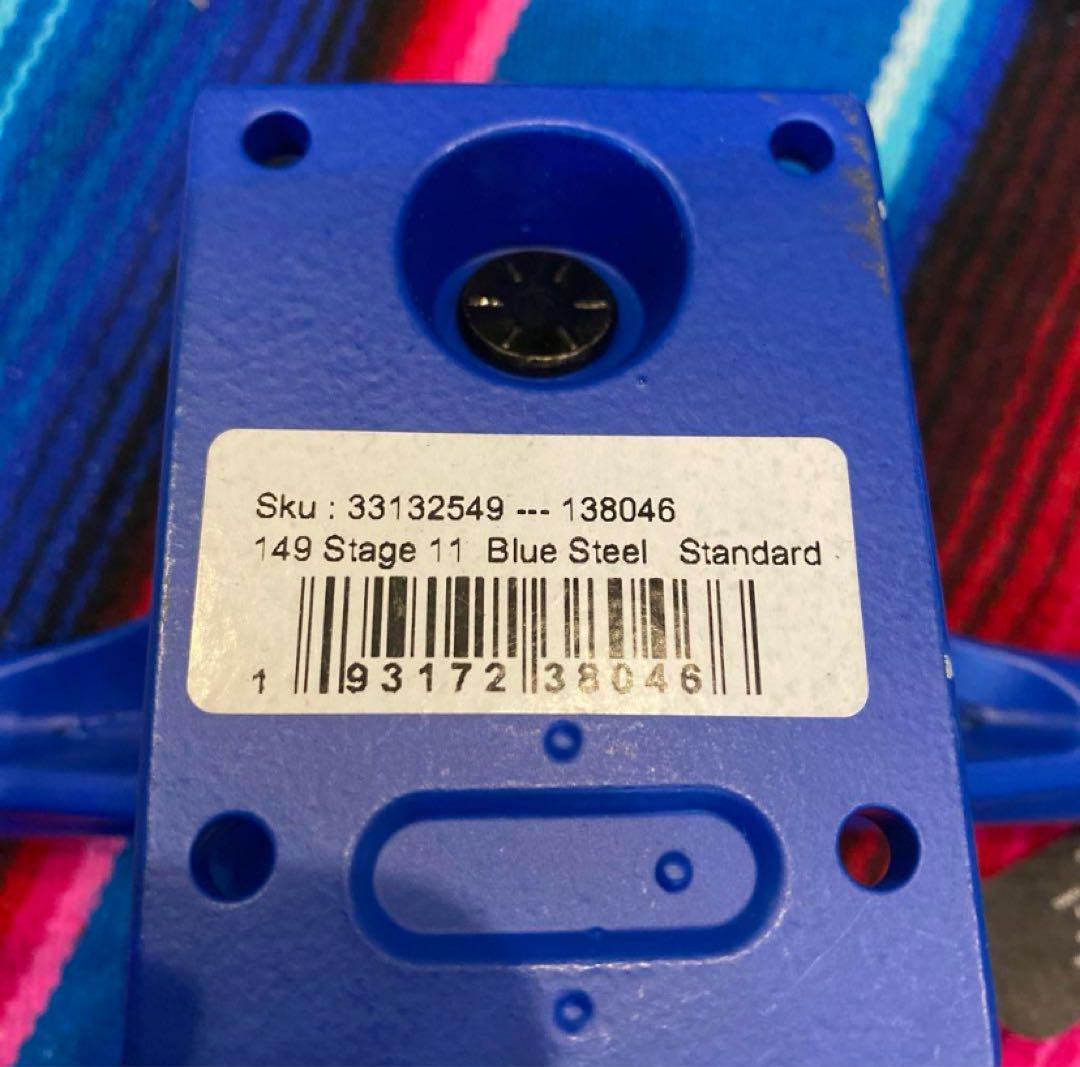 Sku : 33132549 --- 138046
149 Stage 11 Blue Steel Standard
1 93172 38046